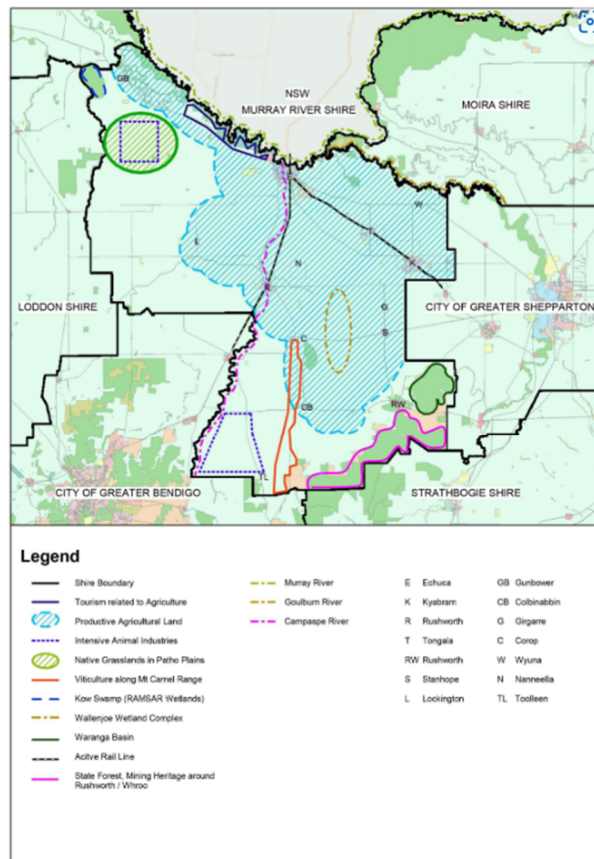 NSW
MURRAY RIVER SHIRE
MOIRA SHIRE
GB
W
T
K
L
N
R
LODDON SHIRE
CITY OF GREATER SHEPPARTON
G
S
C
CB
RW
TL
CITY OF GREATER BENDIGO
STRATHBOGIE SHIRE
Legend
Shire Boundary
Tourism related to Agriculture
Productive Agricultural Land
Intensive Animal Industries
Native Grasslands in Patho Plains
Viticulture along Mt Camel Range
Kow Swamp (RAMSAR Wetlands)
Wallenjoe Wetland Complex
Waranga Basin
Acitve Rail Line
State Forest, Mining Heritage around
Rushworth / Whroo
Murray River
Goulburn River
Campaspe River
E Echuca
K Kyabram
R Rushworth
T Tongala
RW Rushworth
S Stanhope
L Lockington
GB Gunbower
CB Colbinabbin
G Girgarre
C Corop
W Wyuna
N Nanneella
TL Toolleen